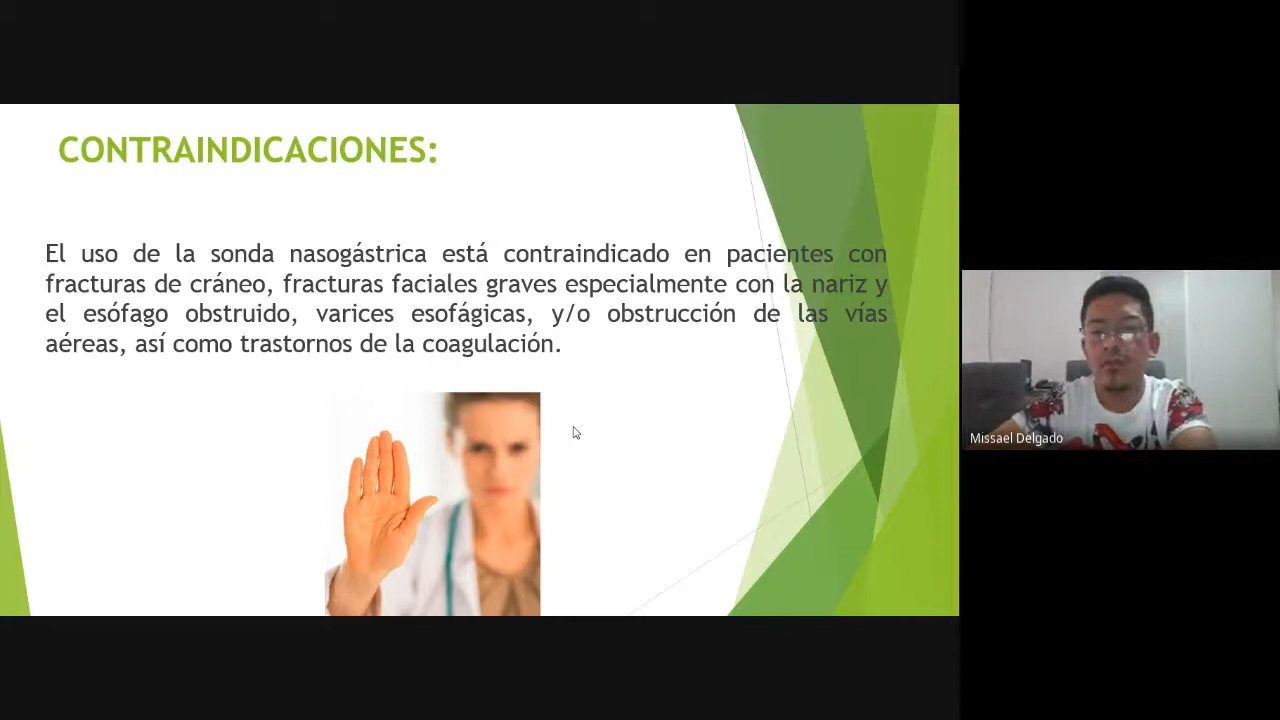 CONTRAINDICACIONES:
El uso de la sonda nasogástrica está contraindicado en pacientes con
fracturas de cráneo, fracturas faciales graves especialmente con la nariz y
el esófago obstruido, varices esofágicas, y/o obstrucción de las vías
aéreas, así como trastornos de la coagulación.
Missael Delgado